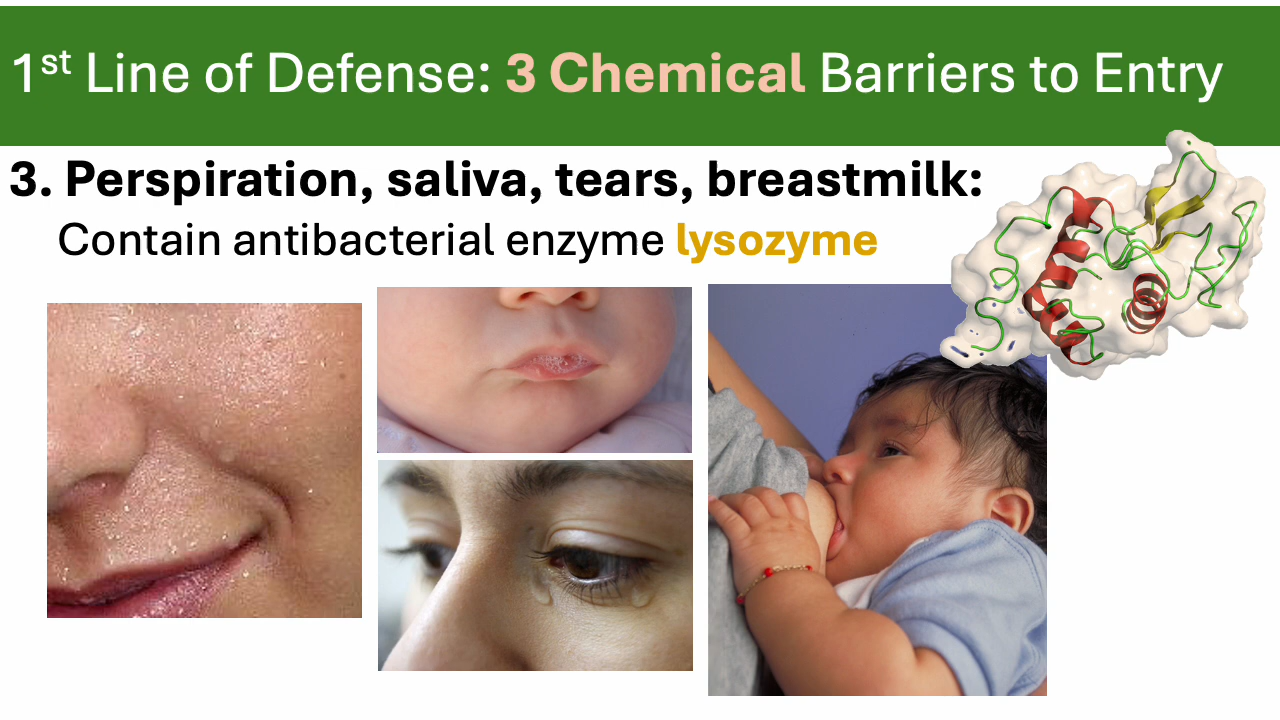 1st Line of Defense: 3 Chemical Barriers to Entry
3. Perspiration, saliva, tears, breastmilk:
Contain antibacterial enzyme lysozyme